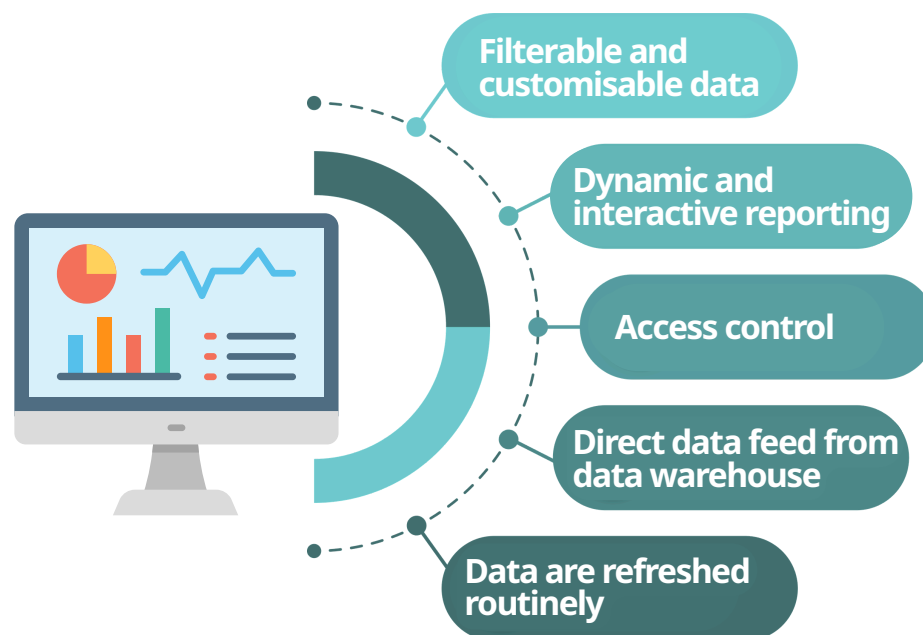 Filterable and
customisable data
Dynamic and
interactive reporting
Access control
Direct data feed from
data warehouse
Data are refreshed
routinely